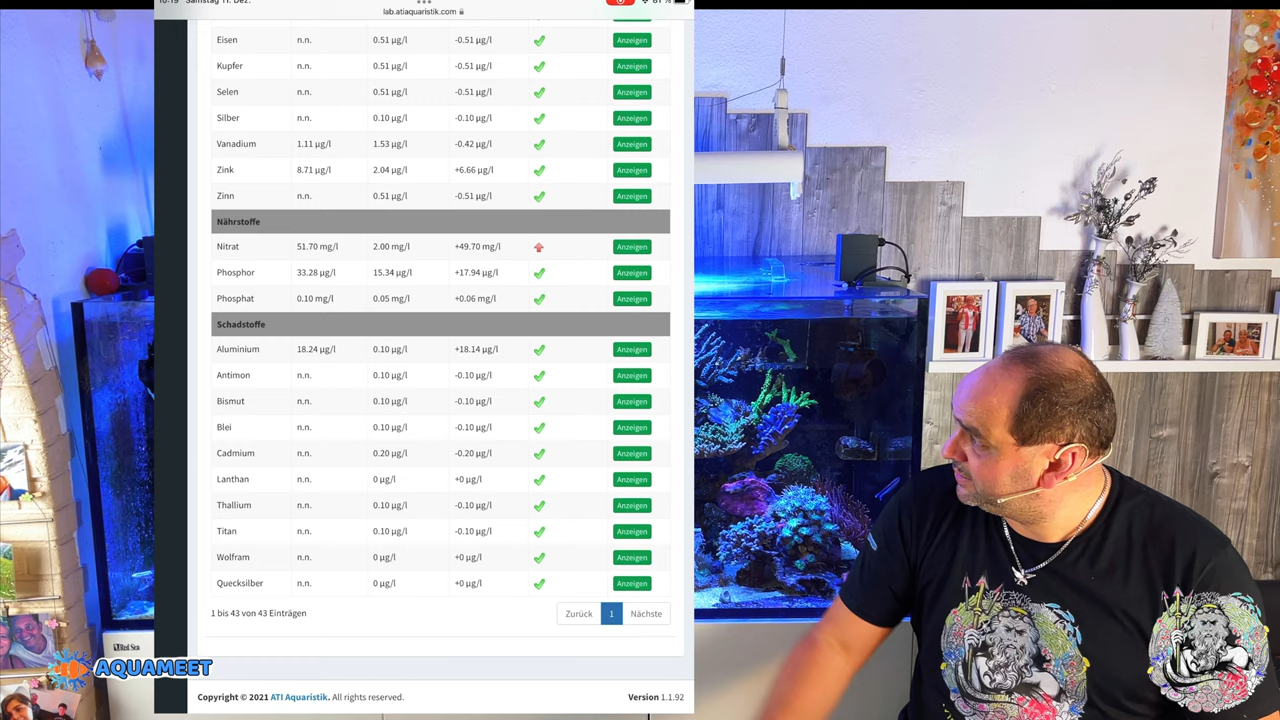 10:19 Samstag 11. Dez.
81 %
lab.atiaquaristik.com
Eisen n.n. 0.51 µg/l -0.51 µg/l Anzeigen
Kupfer n.n. 0.51 µg/l -0.51 µg/l Anzeigen
Selen n.n. 0.51 µg/l -0.51 µg/l Anzeigen
Silber n.n. 0.10 µg/l -0.10 µg/l Anzeigen
Vanadium 1.11 µg/l 1.53 µg/l -0.42 µg/l Anzeigen
Zink 8.71 µg/l 2.04 µg/l +6.66 µg/l Anzeigen
Zinn n.n. 0.51 µg/l -0.51 µg/l Anzeigen
Nährstoffe
Nitrat 51.70 mg/l 2.00 mg/l +49.70 mg/l Anzeigen
Phosphor 33.28 µg/l 15.34 µg/l +17.94 µg/l Anzeigen
Phosphat 0.10 mg/l 0.05 mg/l +0.05 mg/l Anzeigen
Schadstoffe
Aluminium 18.24 µg/l 0.10 µg/l +18.14 µg/l Anzeigen
Antimon n.n. 0.10 µg/l -0.10 µg/l Anzeigen
Bismut n.n. 0.10 µg/l -0.10 µg/l Anzeigen
Blei n.n. 0.10 µg/l -0.10 µg/l Anzeigen
Cadmium n.n. 0.20 µg/l -0.20 µg/l Anzeigen
Lanthan n.n. 0 µg/l +0 µg/l Anzeigen
Thallium n.n. 0.10 µg/l -0.10 µg/l Anzeigen
Titan n.n. 0.10 µg/l -0.10 µg/l Anzeigen
Wolfram n.n. 0 µg/l +0 µg/l Anzeigen
Quecksilber n.n. 0 µg/l +0 µg/l Anzeigen
1 bis 43 von 43 Einträgen
Zurück 1 Nächste
Red Sea
AQUAMEET
Copyright © 2021 ATI Aquaristik. All rights reserved.
Version 1.1.92